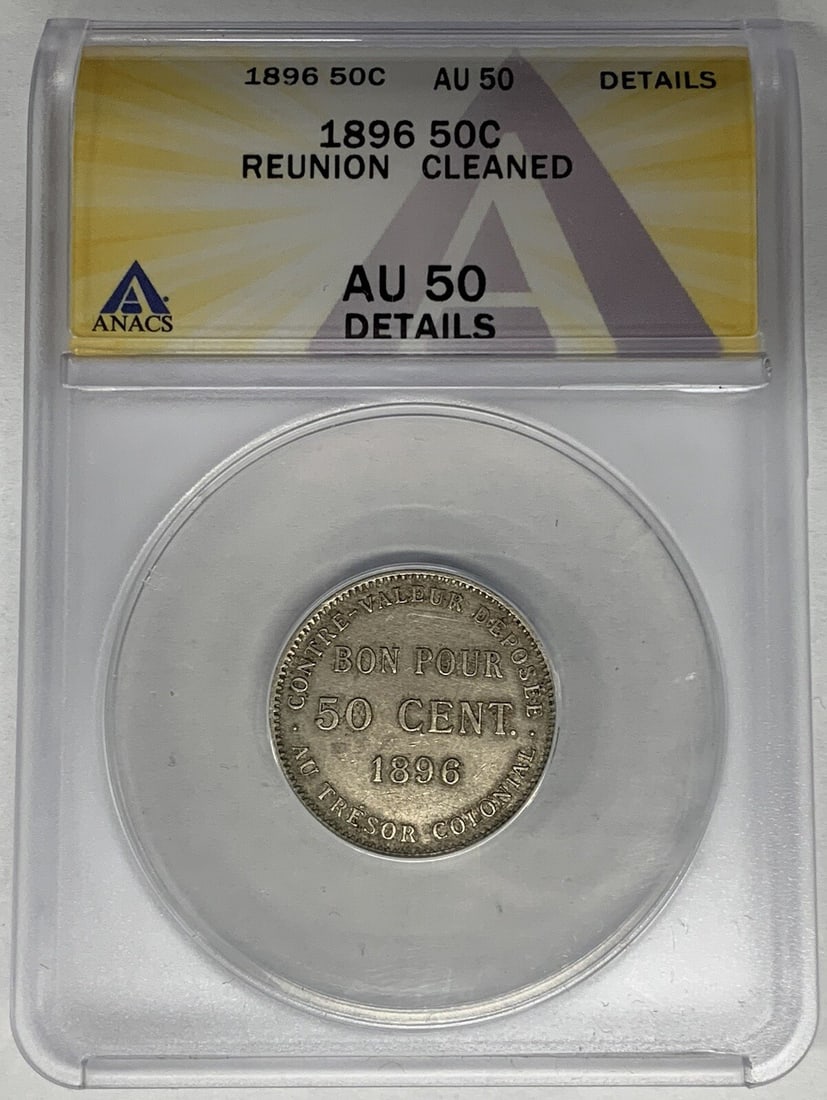 1896 50C AU 50 DETAILS
1896 50C
REUNION CLEANED
AU 50
DETAILS
ANACS
CONTRE-VALEUR DÉPOSÉE
BON POUR
50 CENT.
1896
· AU TRÉSOR COLONIAL ·